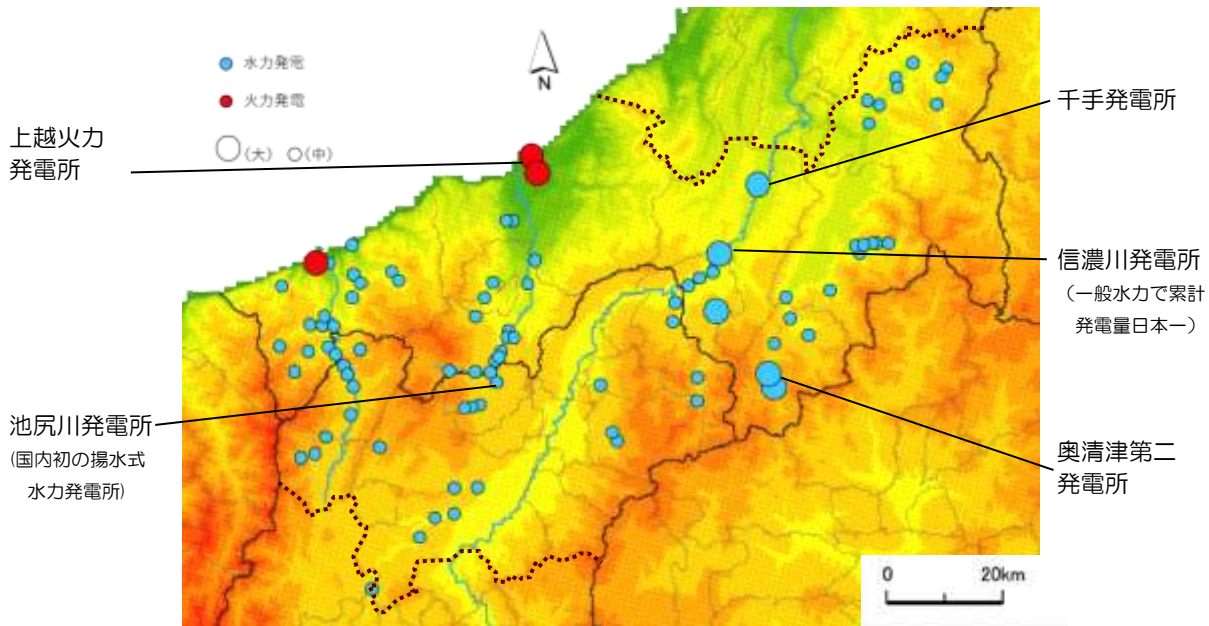 水力発電
火力発電
(大) (中)
N
上越火力
発電所
千手発電所
信濃川発電所
(一般水力で累計
発電量日本一)
池尻川発電所
(国内初の揚水式
水力発電所)
奥清津第二
発電所
0 20km